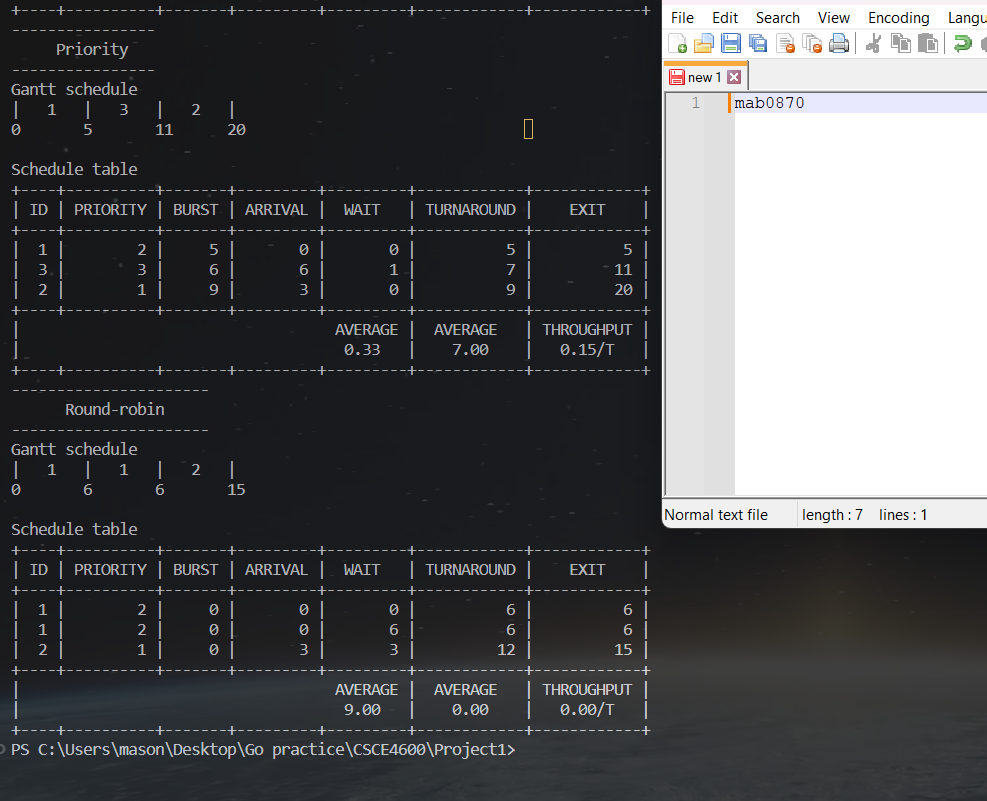 +----+----------+-------+---------+---------+------------+------------+
----------------
Priority
----------------
Gantt schedule
|   1   |   3   |   2   |
0       5       11      20
Schedule table
+----+----------+-------+---------+---------+------------+------------+
| ID | PRIORITY | BURST | ARRIVAL |  WAIT   | TURNAROUND |    EXIT    |
+----+----------+-------+---------+---------+------------+------------+
|  1 |        2 |     5 |       0 |       0 |          5 |          5 |
|  3 |        3 |     6 |       6 |       1 |          7 |         11 |
|  2 |        1 |     9 |       3 |       0 |          9 |         20 |
+----+----------+-------+---------+---------+------------+------------+
|                                   AVERAGE |  AVERAGE   | THROUGHPUT |
|                                    0.33   |    7.00    |   0.15/T   |
+----+----------+-------+---------+---------+------------+------------+
----------------------
Round-robin
----------------------
Gantt schedule
|   1   |   1   |   2   |
0       6       6       15
Schedule table
+----+----------+-------+---------+---------+------------+------------+
| ID | PRIORITY | BURST | ARRIVAL |  WAIT   | TURNAROUND |    EXIT    |
+----+----------+-------+---------+---------+------------+------------+
|  1 |        2 |     0 |       0 |       0 |          6 |          6 |
|  1 |        2 |     0 |       0 |       6 |          6 |          6 |
|  2 |        1 |     0 |       3 |       3 |         12 |         15 |
+----+----------+-------+---------+---------+------------+------------+
|                                   AVERAGE |  AVERAGE   | THROUGHPUT |
|                                    9.00   |    0.00    |   0.00/T   |
+----+----------+-------+---------+---------+------------+------------+
PS C:\Users\mason\Desktop\Go practice\CSCE4600\Project1>
File Edit Search View Encoding Langu
new 1
1 mab0870
Normal text file length : 7 lines : 1